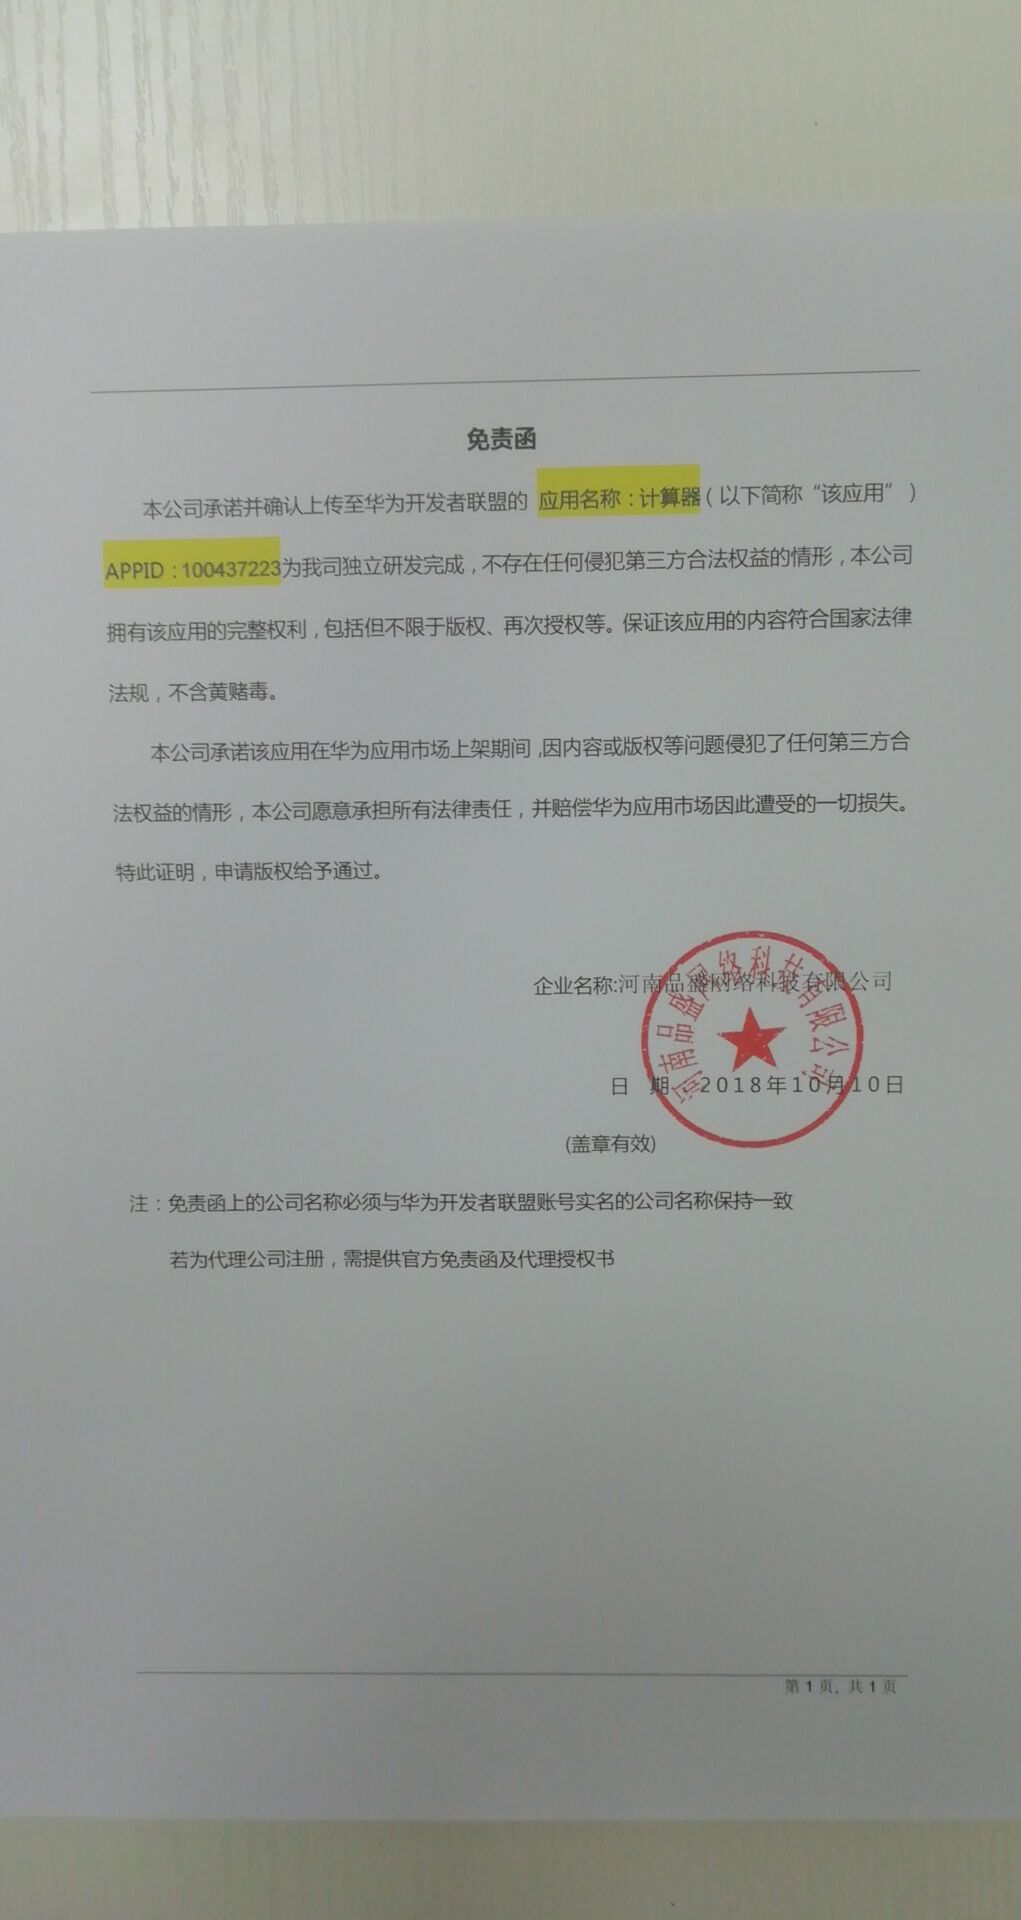 免责函
本公司承诺并确认上传至华为开发者联盟的 应用名称：计算器（以下简称“该应用”）
APPID：100437223为我司独立研发完成，不存在任何侵犯第三方合法权益的情形，本公司
拥有该应用的完整权利，包括但不限于版权、再次授权等。保证该应用的内容符合国家法律
法规，不含黄赌毒。
本公司承诺该应用在华为应用市场上架期间，因内容或版权等问题侵犯了任何第三方合
法权益的情形，本公司愿意承担所有法律责任，并赔偿华为应用市场因此遭受的一切损失。
特此证明，申请版权给予通过。
企业名称:河南品盛网络科技有限公司
河南品盛网络科技有限公司
日 期 2018年10月10日
(盖章有效)
注：免责函上的公司名称必须与华为开发者联盟账号实名的公司名称保持一致
若为代理公司注册，需提供官方免责函及代理授权书
第 1 页, 共 1 页